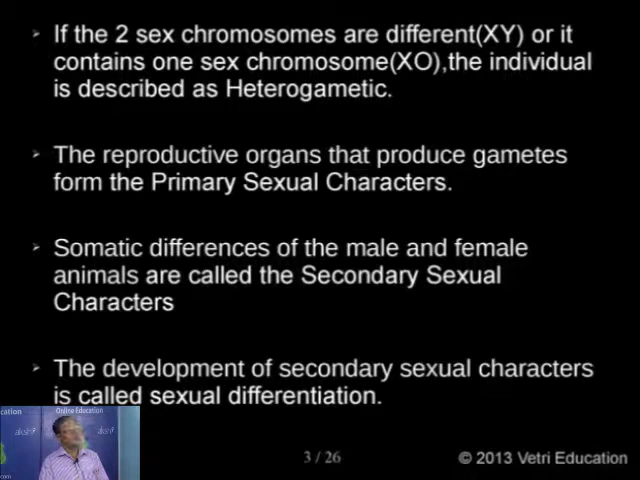 If the 2 sex chromosomes are different(XY) or it
contains one sex chromosome(XO),the individual
is described as Heterogametic.
The reproductive organs that produce gametes
form the Primary Sexual Characters.
Somatic differences of the male and female
animals are called the Secondary Sexual
Characters
The development of secondary sexual characters
is called sexual differentiation.
Online Education
3 / 26
© 2013 Vetri Education